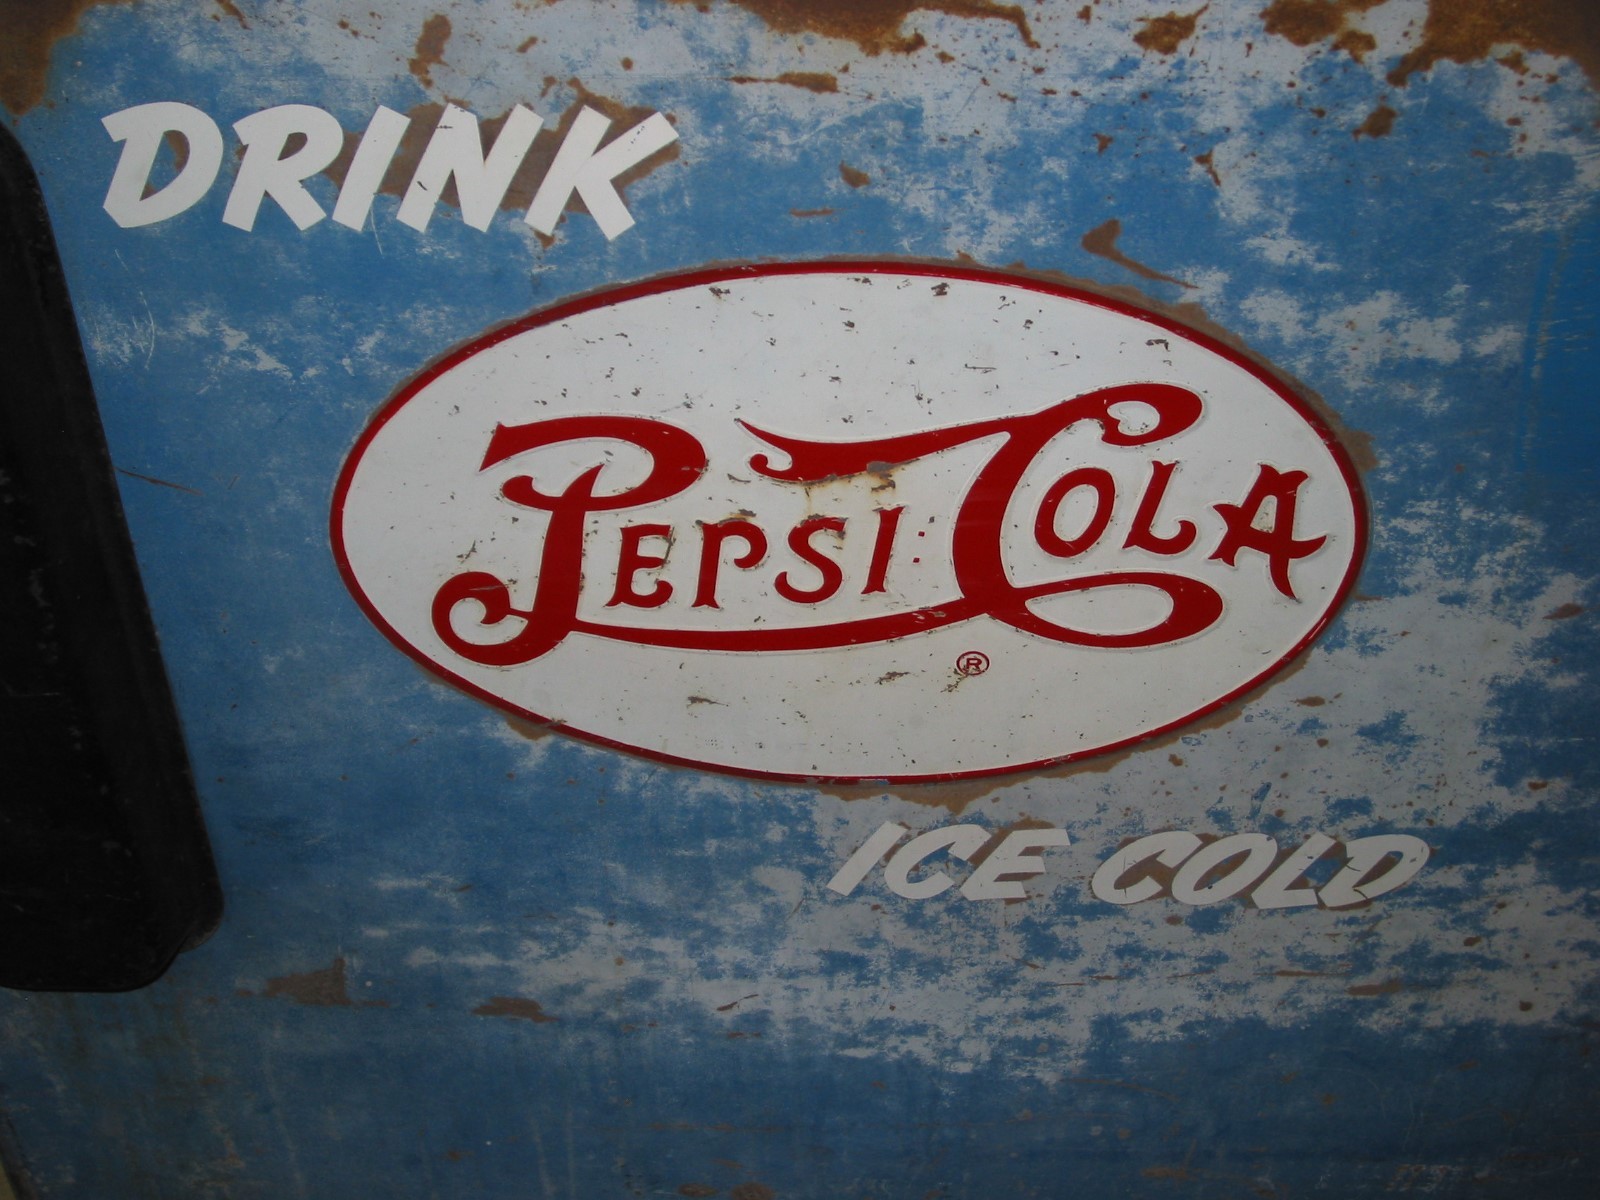 DRINK
PEPSI:COLA
®
ICE COLD